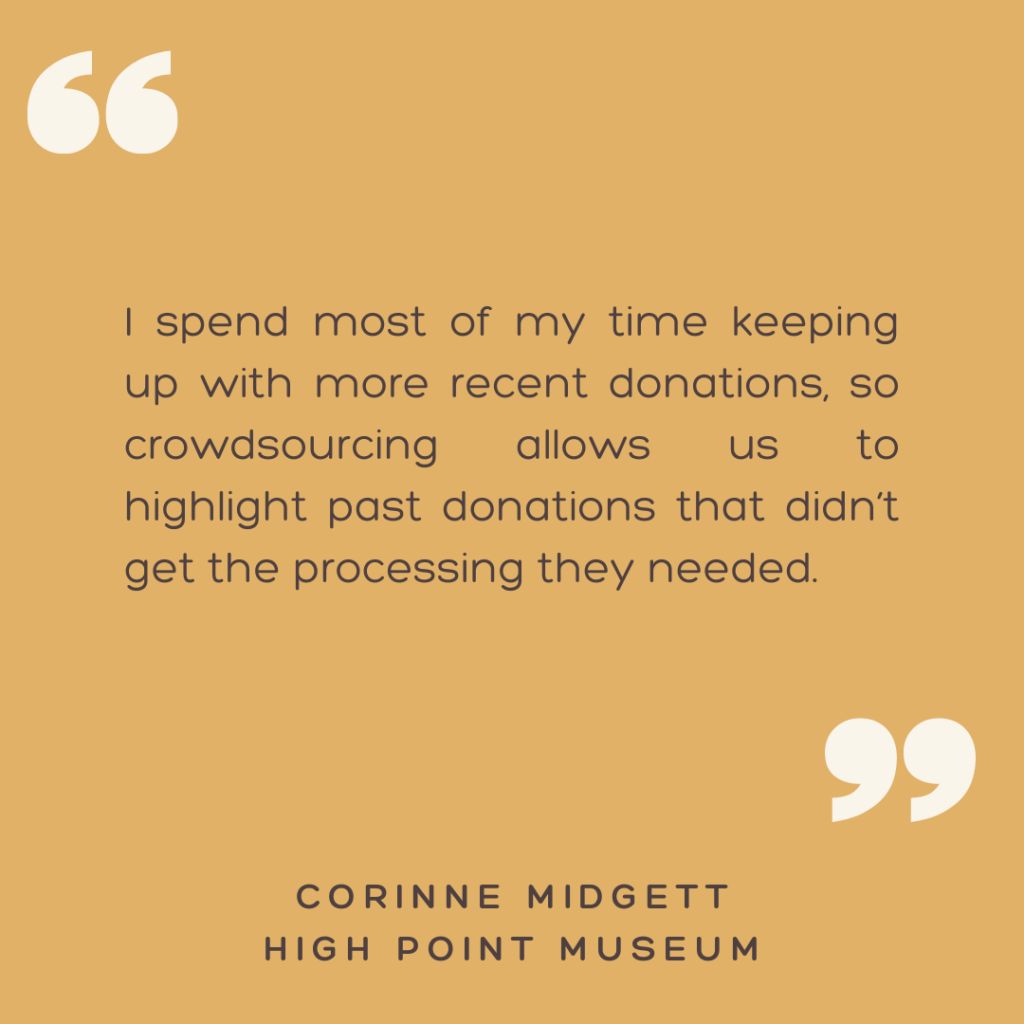 “
I spend most of my time keeping
up with more recent donations, so
crowdsourcing allows us to
highlight past donations that didn’t
get the processing they needed.
”
CORINNE MIDGETT
HIGH POINT MUSEUM